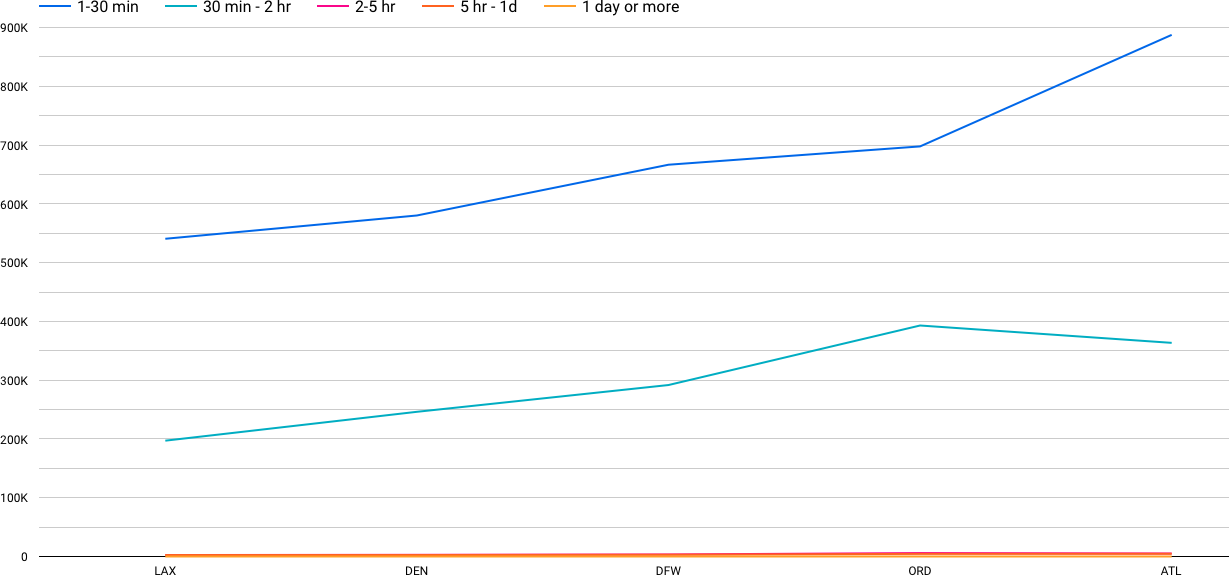 1-30 min 30 min - 2 hr 2-5 hr 5 hr - 1d 1 day or more
900K
800K
700K
600K
500K
400K
300K
200K
100K
0
LAX DEN DFW ORD ATL